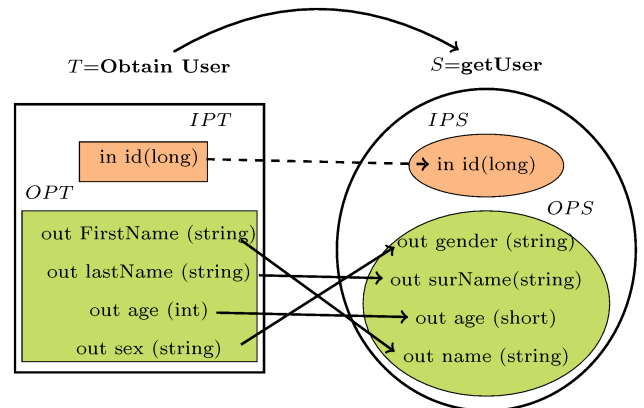 T=Obtain User
S=getUser
IPT
IPS
in id(long)
in id(long)
OPT
OPS
out FirstName (string)
out lastName (string)
out age (int)
out sex (string)
out gender (string)
out surName(string)
out age (short)
out name (string)